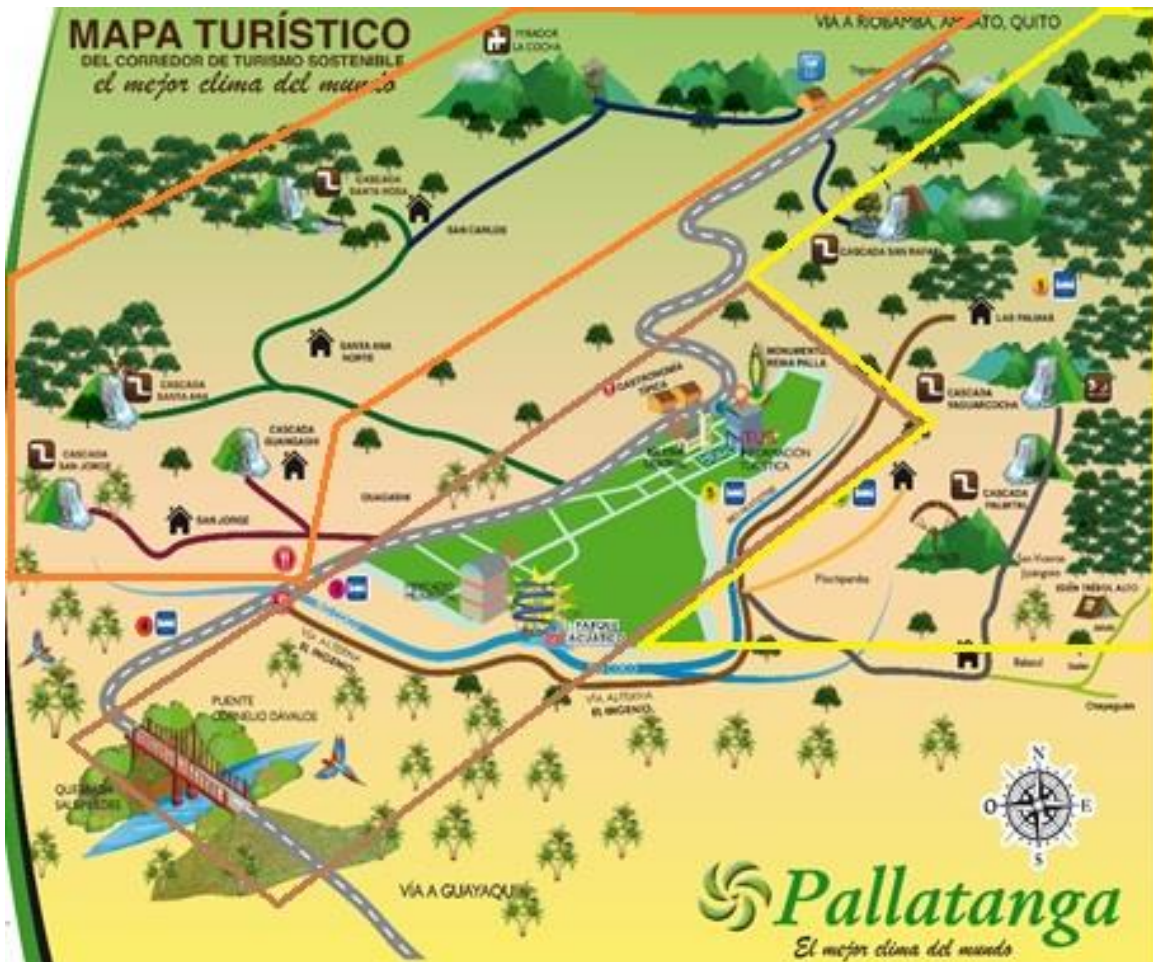 MAPA TURÍSTICO
DEL CORREDOR DE TURISMO SOSTENIBLE
el mejor clima del mundo
MIRADOR
LA COCHA
VÍA A RIOBAMBA, AMBATO, QUITO
CASCADA
SANTA ROSA
SAN CARLOS
CASCADA SAN RAFAEL
LAS PALMAS
SANTA ANA
NORTE
MONUMENTO
REINA PALLA
GASTRONOMÍA
TÍPICA
CASCADA
SANTA ANA
CASCADA
YAGUARCOCHA
CASCADA
GUANGASHI
CASCADA
SAN JORGE
INFORMACIÓN
TURÍSTICA
GUAGASHI
CASCADA
PALMITAL
SAN JORGE
PARQUE
ACUÁTICO
VÍA ALTERNA
EL INGENIO
COCO
VÍA ALTERNA
EL INGENIO
EDÉN TRÉBOL ALTO
PUENTE
CORNELIO DÁVALOS
QUEBRADA
SALSIPUEDES
N
O
E
S
VÍA A GUAYAQUIL
Pallatanga
El mejor clima del mundo